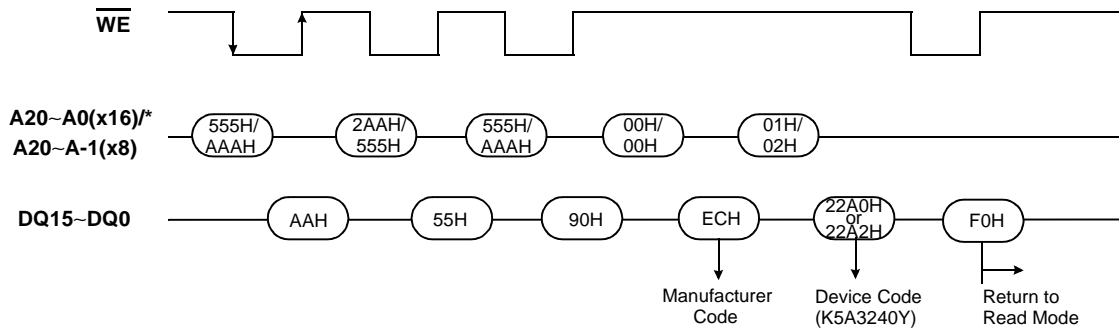 WE
A20~A0(x16)/*
A20~A-1(x8)
555H/
AAAH
2AAH/
555H
555H/
AAAH
00H/
00H
01H/
02H
DQ15~DQ0
AAH
55H
90H
ECH
22A0H
or
22A2H
F0H
Manufacturer
Code
Device Code
(K5A3240Y)
Return to
Read Mode